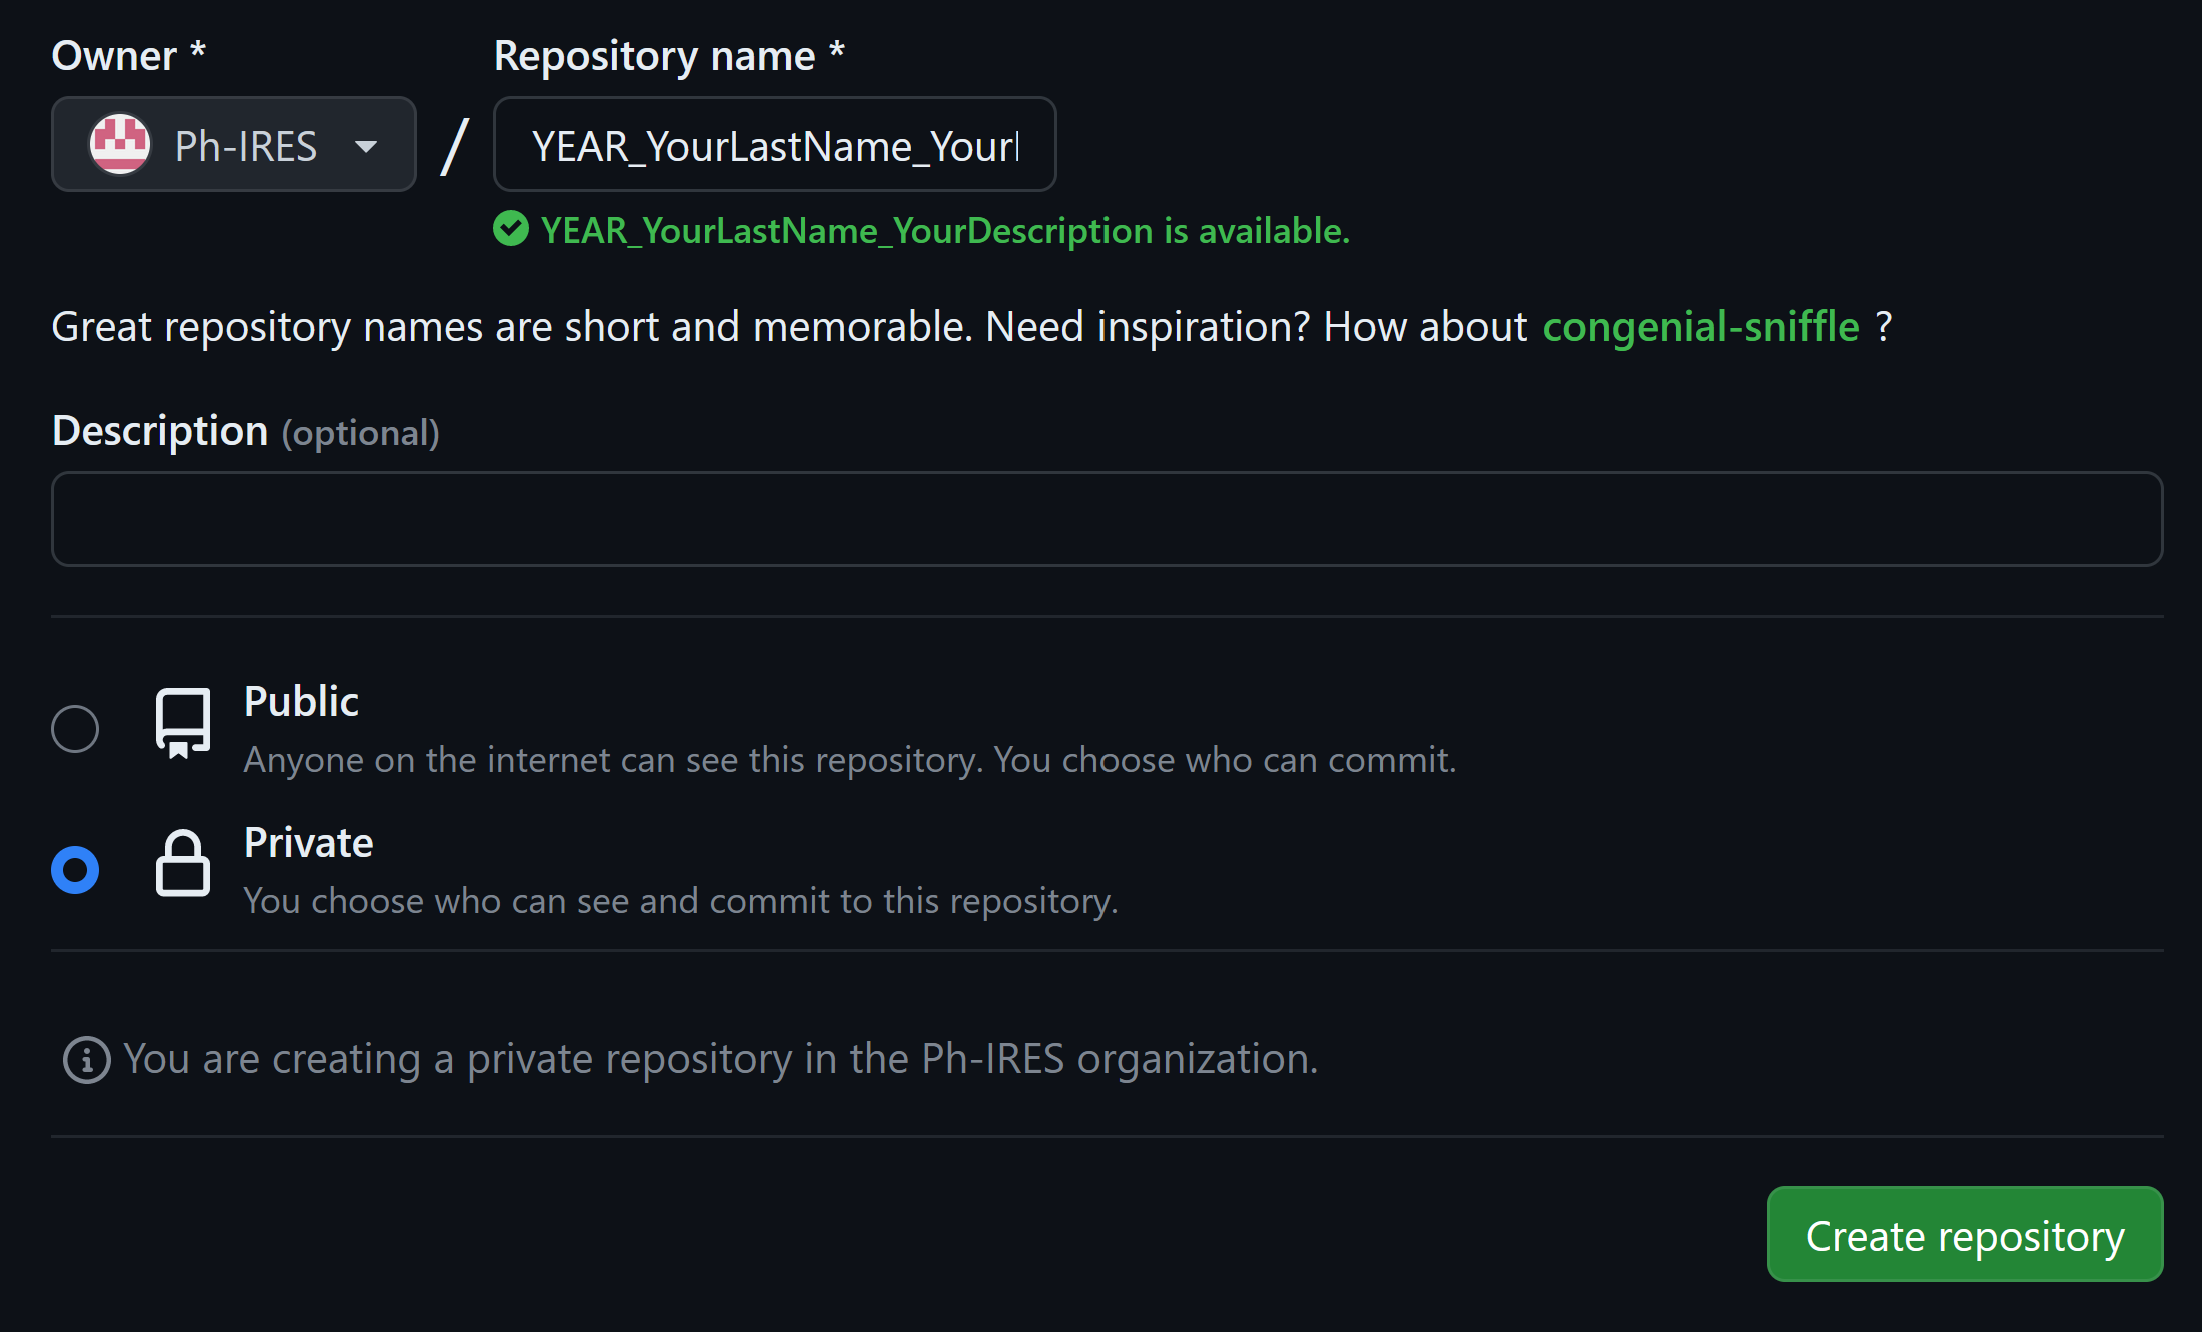 Owner *
Repository name *
Ph-IRES
/
YEAR_YourLastName_Your
YEAR_YourLastName_YourDescription is available.
Great repository names are short and memorable. Need inspiration? How about congenial-sniffle ?
Description (optional)
Public
Anyone on the internet can see this repository. You choose who can commit.
Private
You choose who can see and commit to this repository.
You are creating a private repository in the Ph-IRES organization.
Create repository